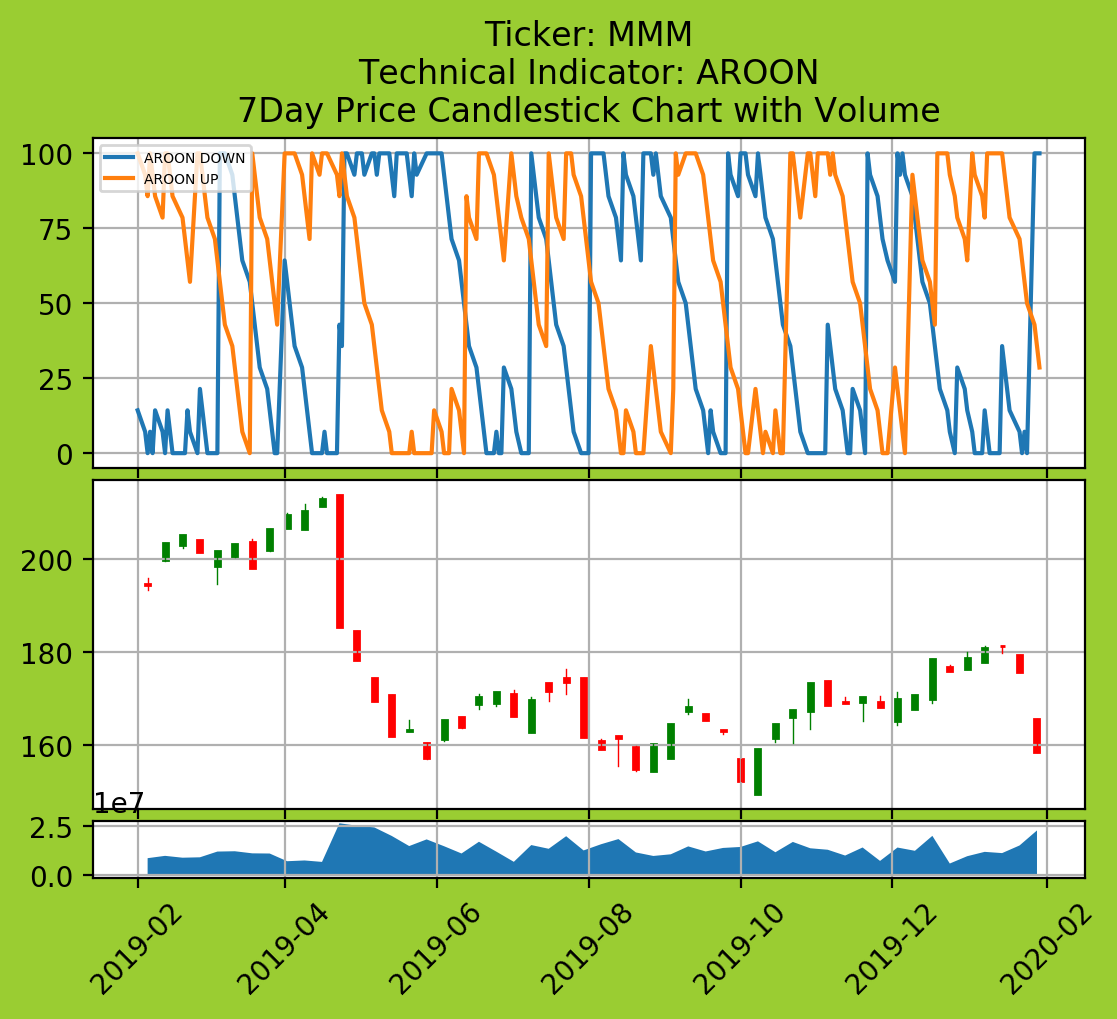 Ticker: MMM
Technical Indicator: AROON
7Day Price Candlestick Chart with Volume
AROON DOWN
AROON UP
100
75
50
25
0
200
180
160
1e7
2.5
0.0
2019-02
2019-04
2019-06
2019-08
2019-10
2019-12
2020-02